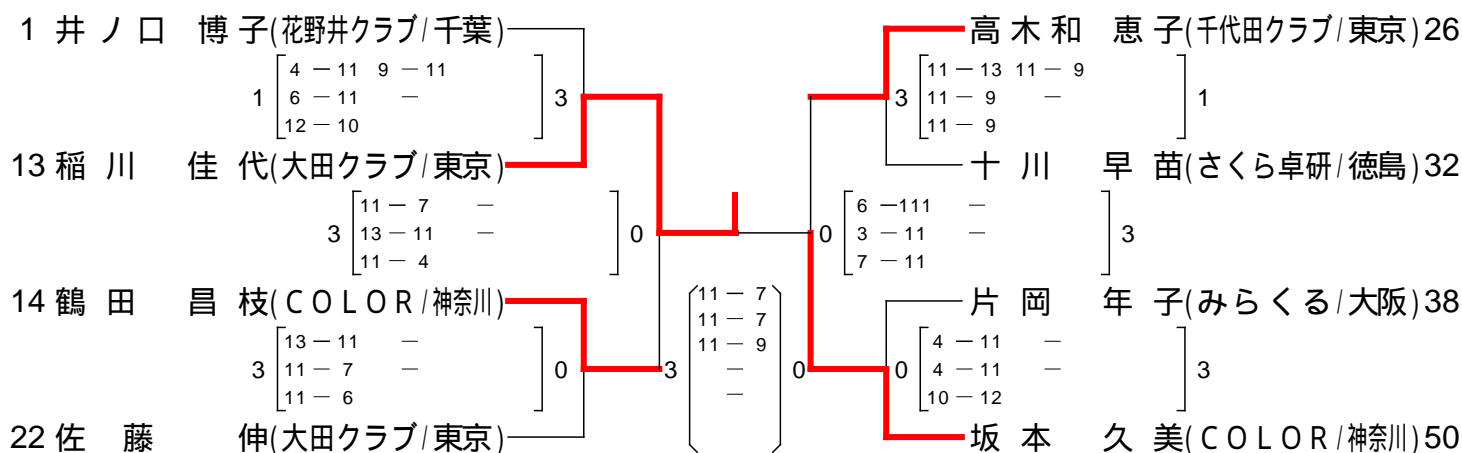 1 井ノ口 博子(花野井クラブ/千葉)
1 4 － 11 9 － 11 3
6 － 11 －
12 － 10
13 稲川 佳代(大田クラブ/東京)
3 11 － 7 － 0
13 － 11 －
11 － 4
14 鶴田 昌枝(COLOR/神奈川)
3 13 － 11 － 0
11 － 7 －
11 － 6
22 佐藤 伸(大田クラブ/東京)
3 11 － 7 0
11 － 7
11 － 9
－
－
高木和 恵子(千代田クラブ/東京)26
3 11 － 13 11 － 9 1
11 － 9 －
11 － 9
十川 早苗(さくら卓研/徳島)32
0 6 －111 － 3
3 － 11 －
7 － 11
片岡 年子(みらくる/大阪)38
0 4 － 11 － 3
4 － 11 －
10 － 12
坂本 久美(COLOR/神奈川)50